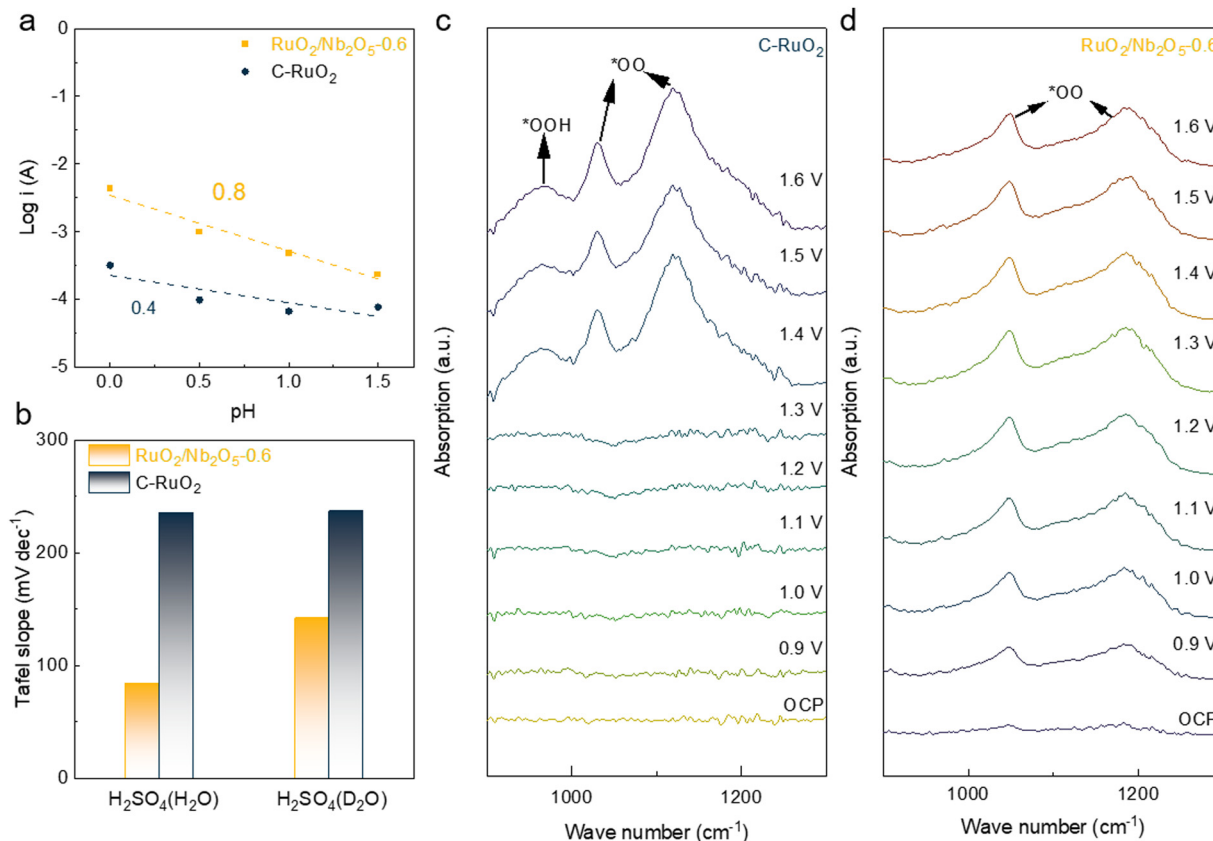 a
0
-1
-2
-3
-4
-5
Log i (A)
RuO₂/Nb₂O₅-0.6
C-RuO₂
0.8
0.4
0.0 0.5 1.0 1.5
pH
b
300
200
100
0
Tafel slope (mV dec⁻¹)
RuO₂/Nb₂O₅-0.6
C-RuO₂
H₂SO₄(H₂O) H₂SO₄(D₂O)
c
C-RuO₂
*OO
*OOH
1.6 V
1.5 V
1.4 V
1.3 V
1.2 V
1.1 V
1.0 V
0.9 V
OCP
Absorption (a.u.)
1000 1200
Wave number (cm⁻¹)
d
RuO₂/Nb₂O₅-0.6
*OO
1.6 V
1.5 V
1.4 V
1.3 V
1.2 V
1.1 V
1.0 V
0.9 V
OCP
Absorption (a.u.)
1000 1200
Wave number (cm⁻¹)